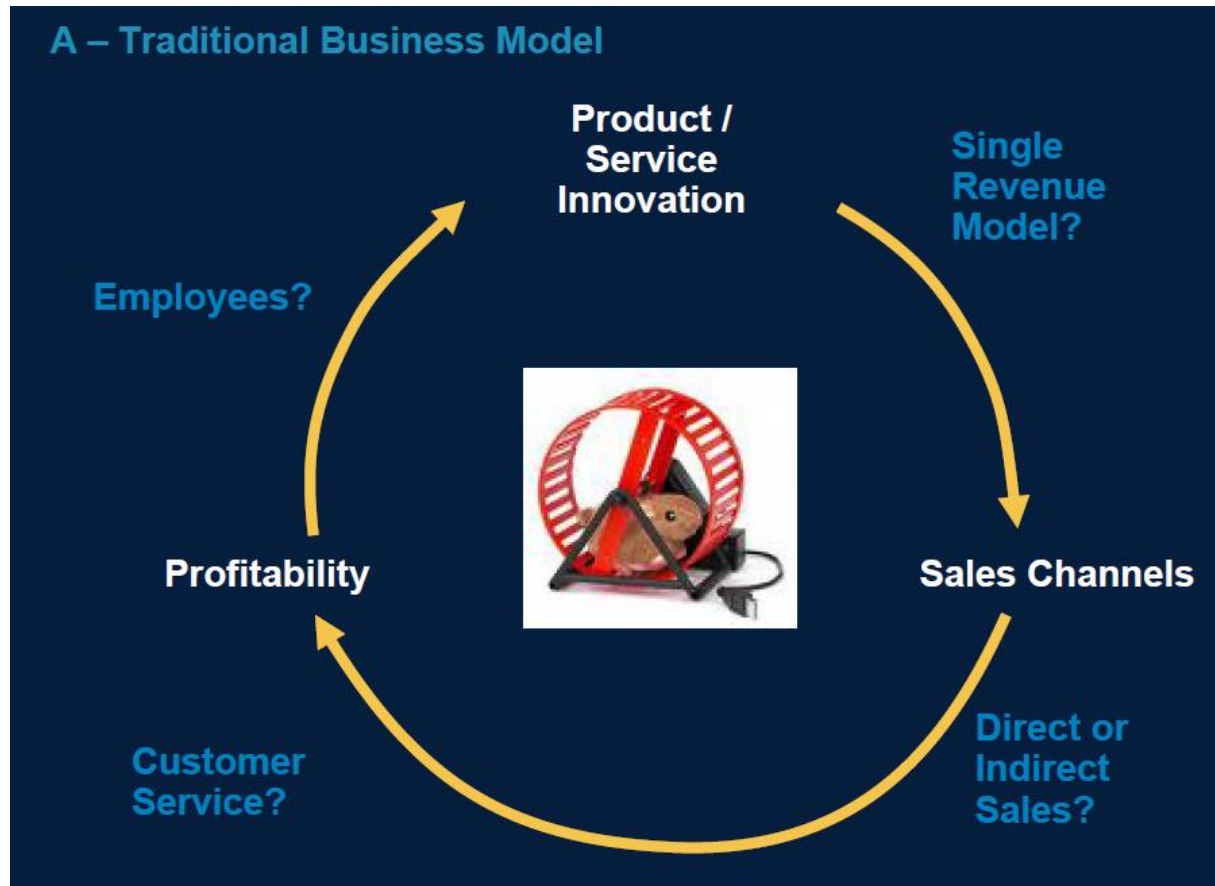 A – Traditional Business Model
Product /
Service
Innovation
Single
Revenue
Model?
Employees?
Profitability
Sales Channels
Customer
Service?
Direct or
Indirect
Sales?